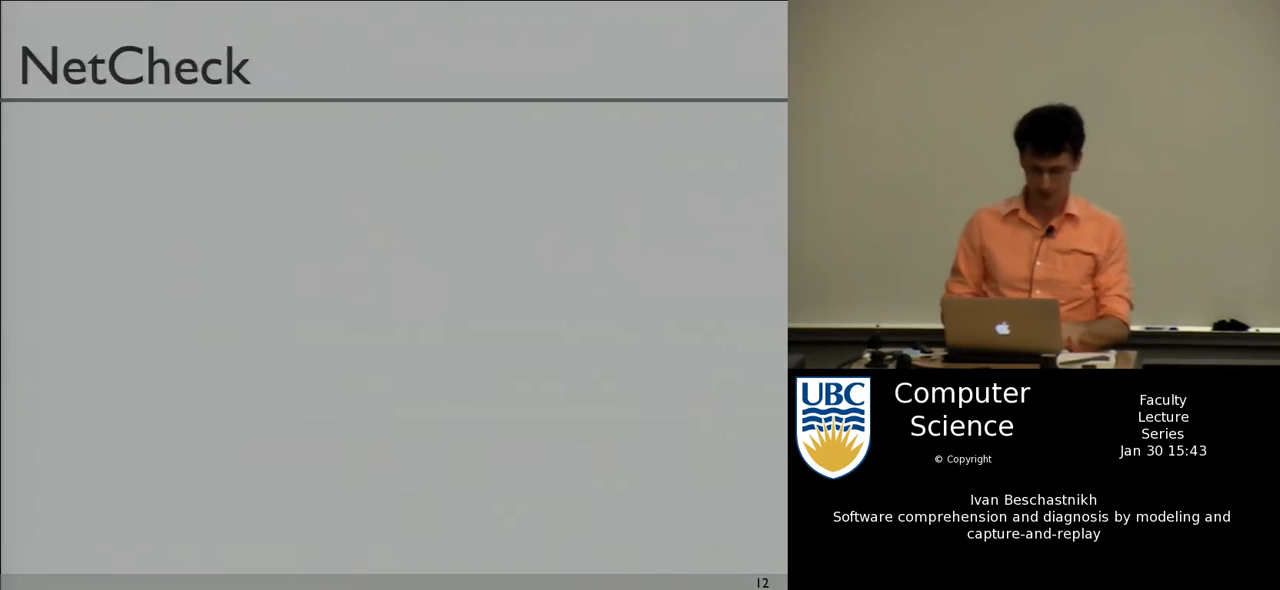 NetCheck
12
UBC
Computer
Science
© Copyright
Faculty
Lecture
Series
Jan 30 15:43
Ivan Beschastnikh
Software comprehension and diagnosis by modeling and
capture-and-replay